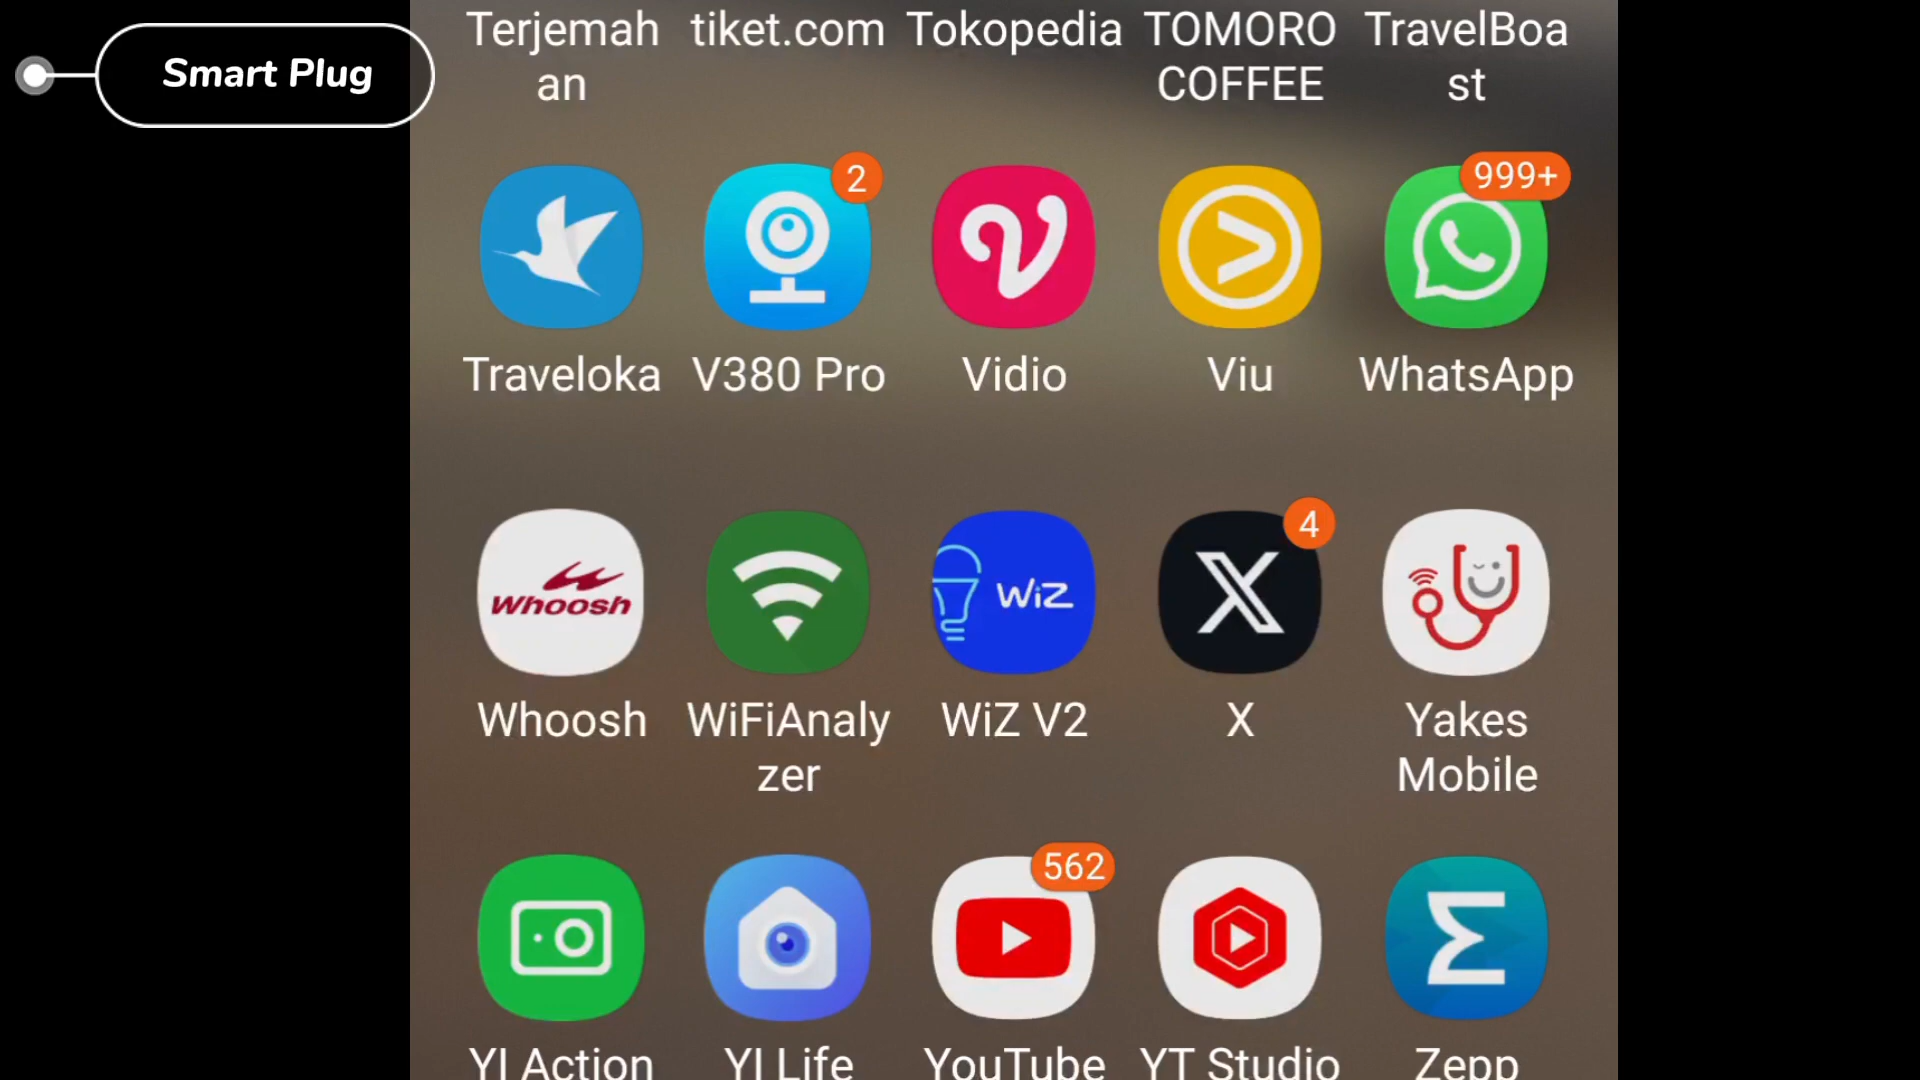 Smart Plug
Terjemah
an
tiket.com
Tokopedia
TOMORO
COFFEE
TravelBoa
st
2
999+
Traveloka
V380 Pro
Vidio
Viu
WhatsApp
Whoosh
WiZ
4
Whoosh
WiFiAnaly
zer
WiZ V2
X
Yakes
Mobile
562
YI Action
YI Life
YouTube
YT Studio
Zepp